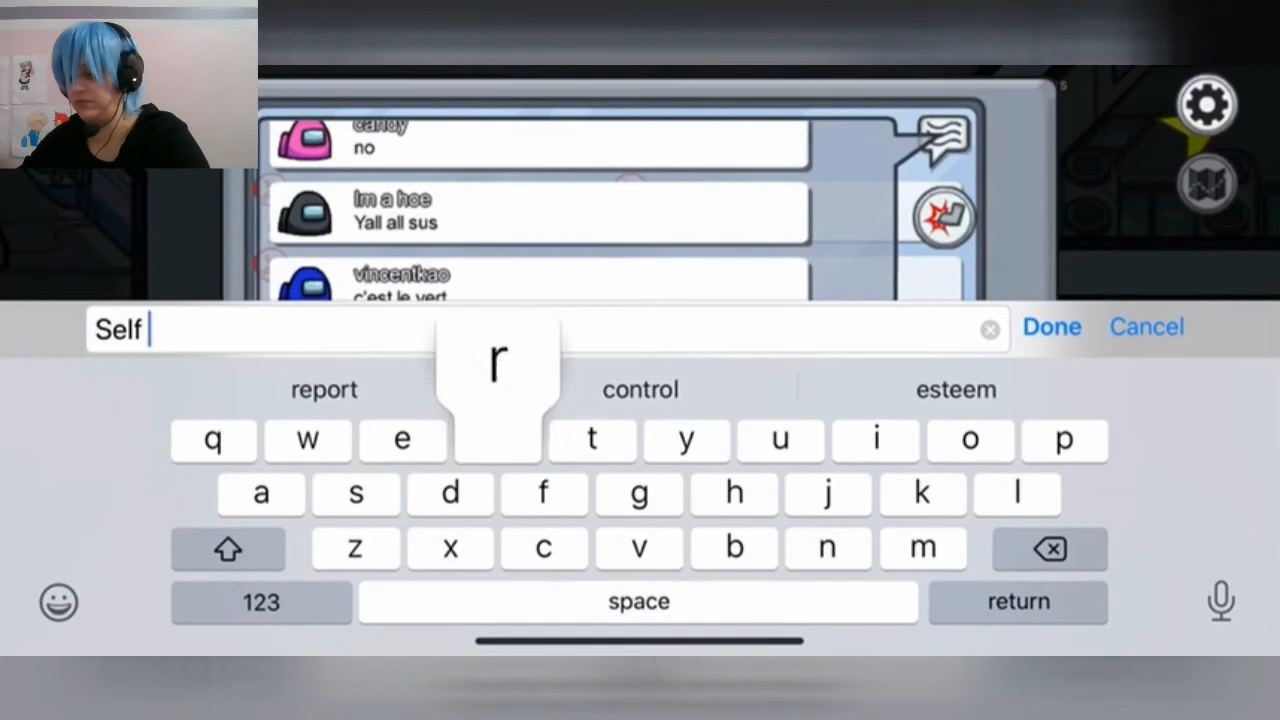 s
candy
no
Im a hoe
Yall all sus
vincentkao
c'est le vert
Self
Done
Cancel
r
report
control
esteem
q w e t y u i o p
a s d f g h j k l
z x c v b n m
123
space
return